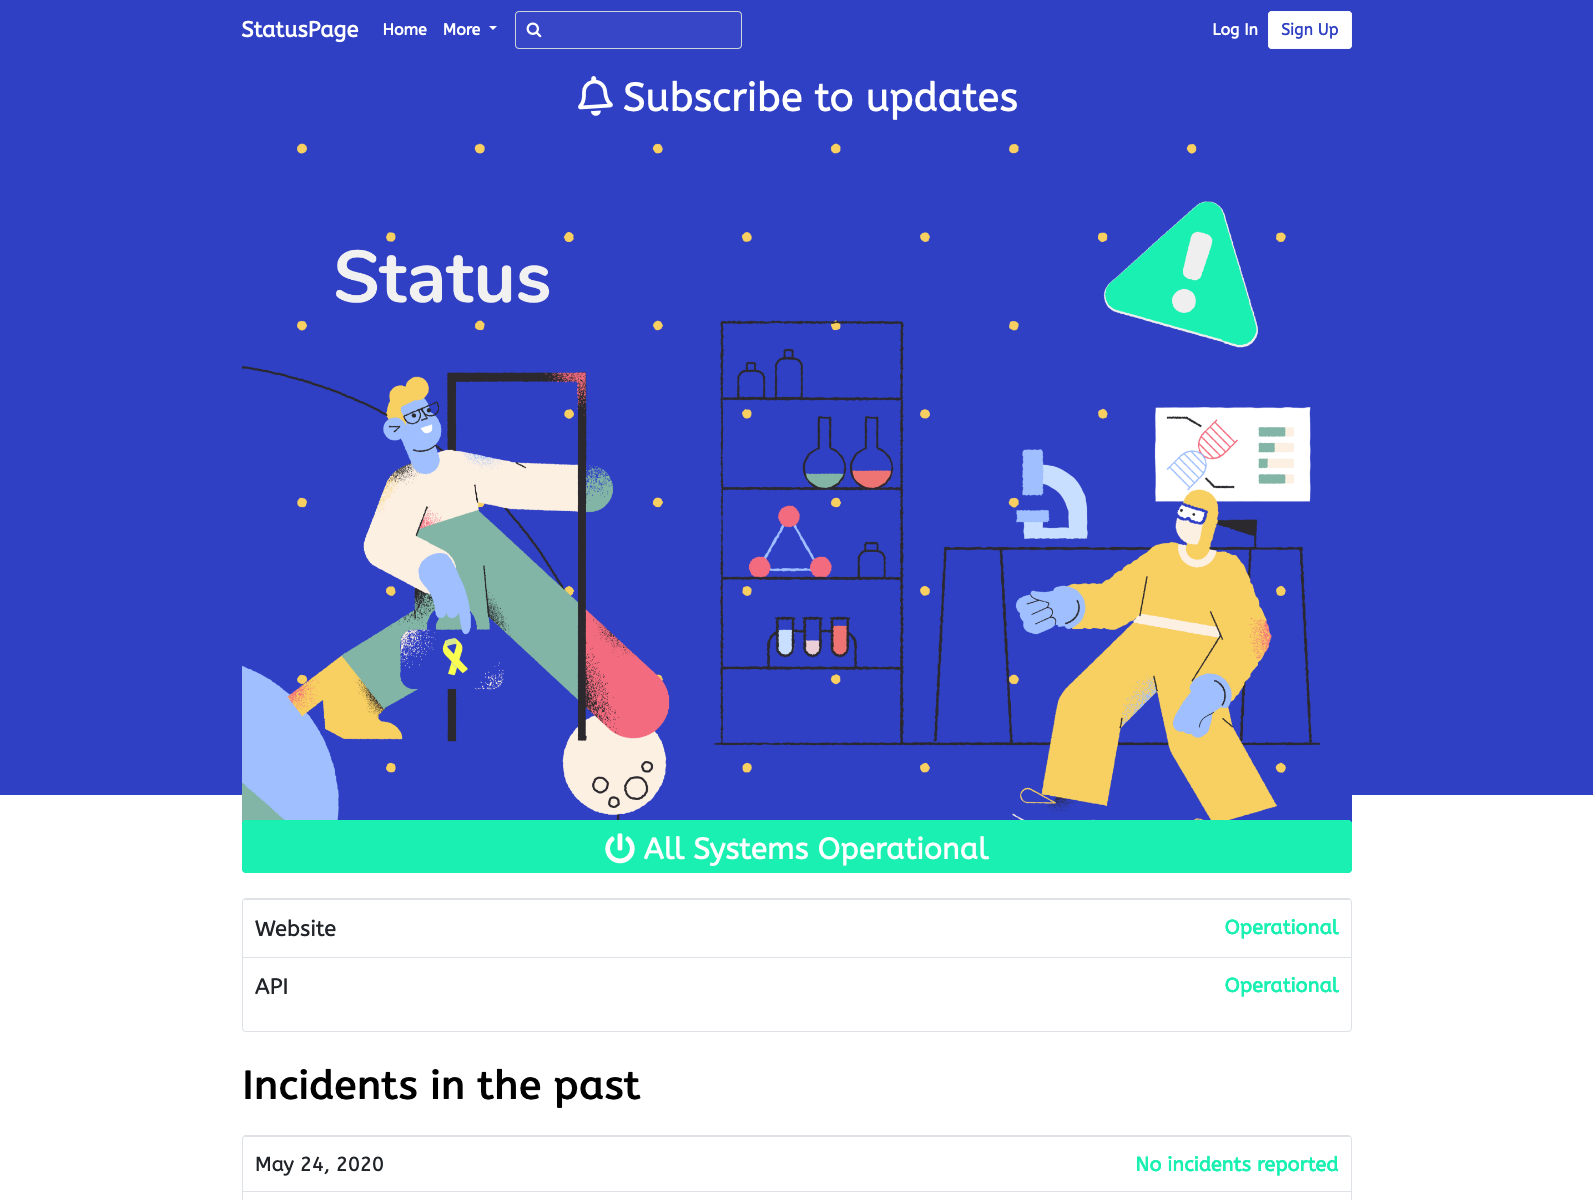 StatusPage Home More Log In Sign Up
Subscribe to updates
Status
All Systems Operational
Website Operational
API Operational
Incidents in the past
May 24, 2020 No incidents reported